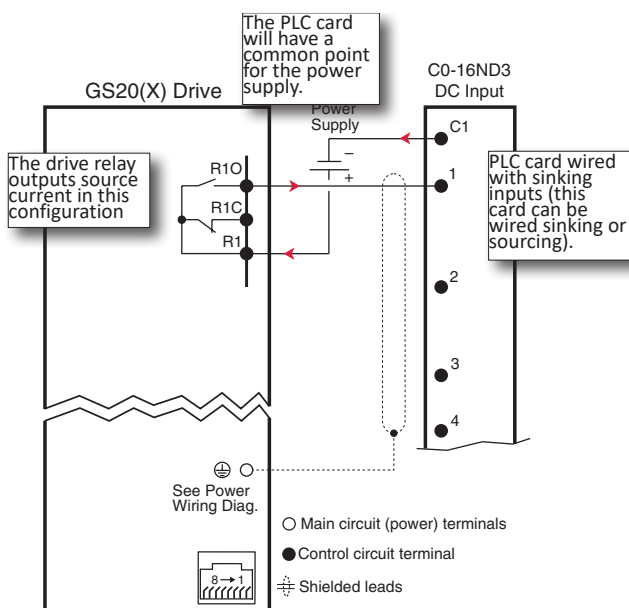 The PLC card
will have a
common point
for the power
supply.
C0-16ND3
DC Input
GS20(X) Drive
Power
Supply
C1
–
+
The drive relay
outputs source
current in this
configuration
R1O
R1C
R1
1
PLC card wired
with sinking
inputs (this
card can be
wired sinking or
sourcing).
2
3
4
See Power
Wiring Diag.
Main circuit (power) terminals
Control circuit terminal
Shielded leads
8→1